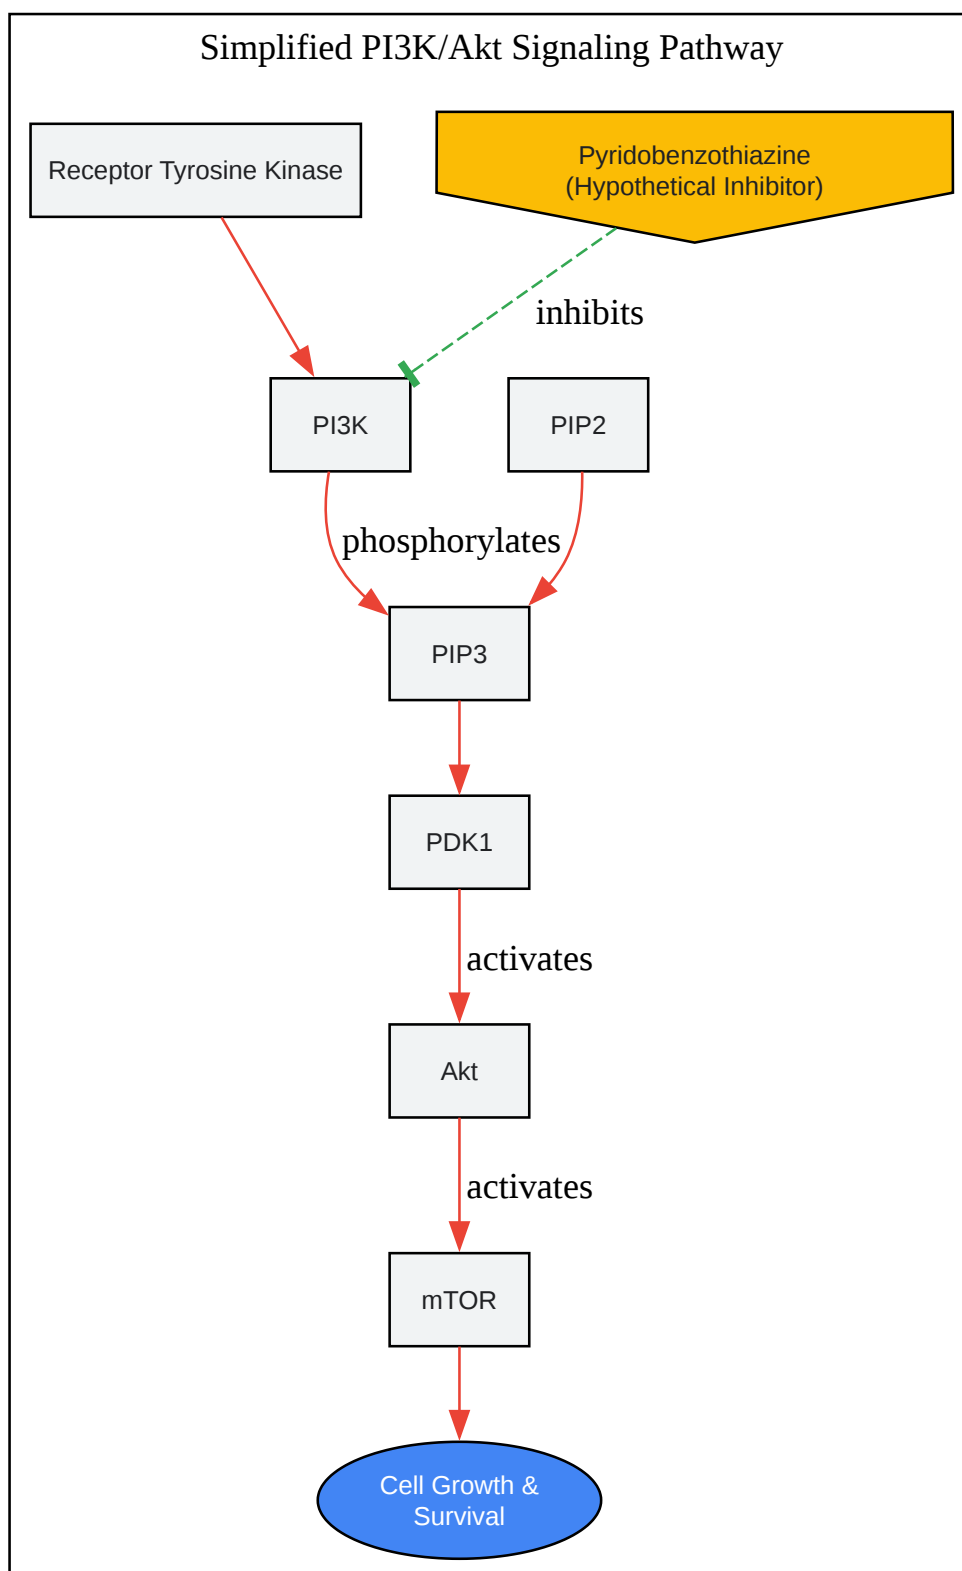 Simplified PI3K/Akt Signaling Pathway
Receptor Tyrosine Kinase
Pyridobenzothiazine
(Hypothetical Inhibitor)
inhibits
PI3K
PIP2
phosphorylates
PIP3
PDK1
activates
Akt
activates
mTOR
Cell Growth &
Survival